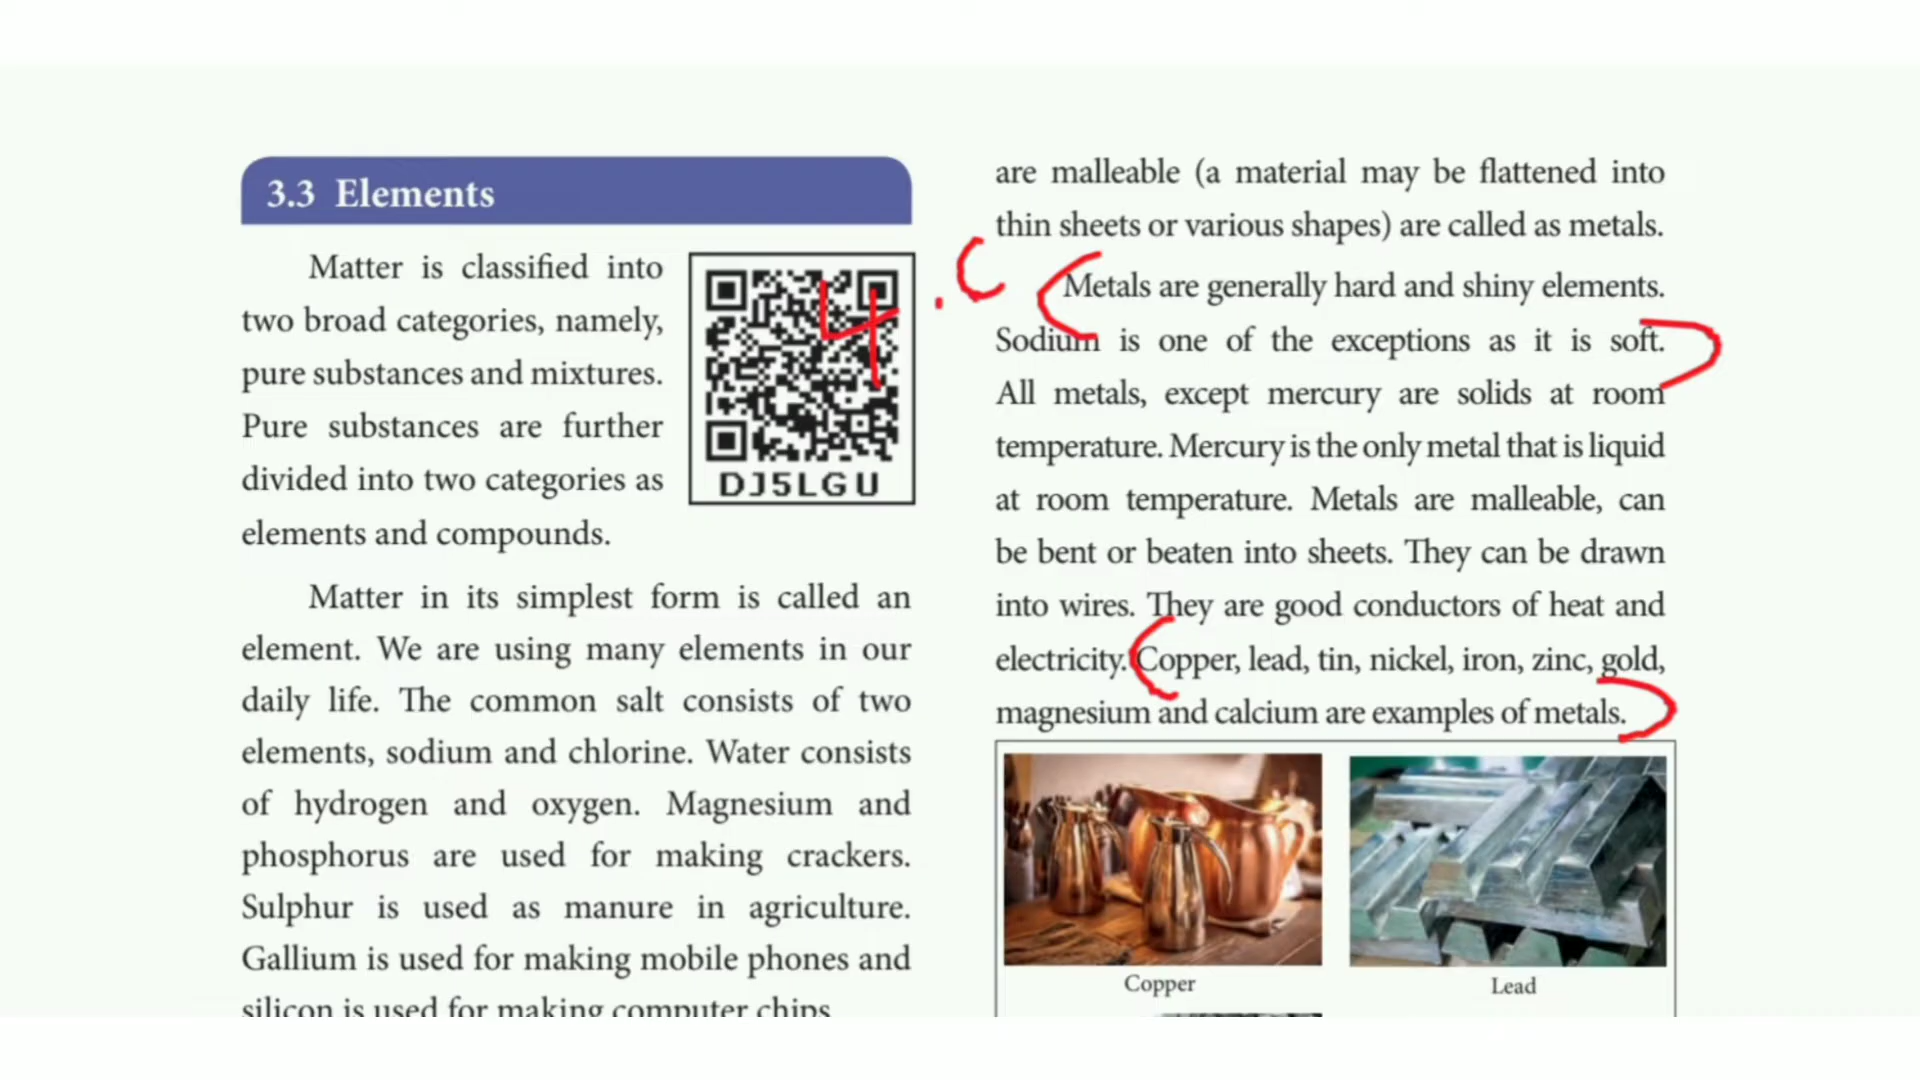 3.3 Elements
Matter is classified into
two broad categories, namely,
pure substances and mixtures.
Pure substances are further
divided into two categories as
elements and compounds.
DJ5LGU
4
Matter in its simplest form is called an
element. We are using many elements in our
daily life. The common salt consists of two
elements, sodium and chlorine. Water consists
of hydrogen and oxygen. Magnesium and
phosphorus are used for making crackers.
Sulphur is used as manure in agriculture.
Gallium is used for making mobile phones and
silicon is used for making computer chips.
are malleable (a material may be flattened into
thin sheets or various shapes) are called as metals.
Metals are generally hard and shiny elements.
Sodium is one of the exceptions as it is soft.
All metals, except mercury are solids at room
temperature. Mercury is the only metal that is liquid
at room temperature. Metals are malleable, can
be bent or beaten into sheets. They can be drawn
into wires. They are good conductors of heat and
electricity. Copper, lead, tin, nickel, iron, zinc, gold,
magnesium and calcium are examples of metals.
Copper
Lead